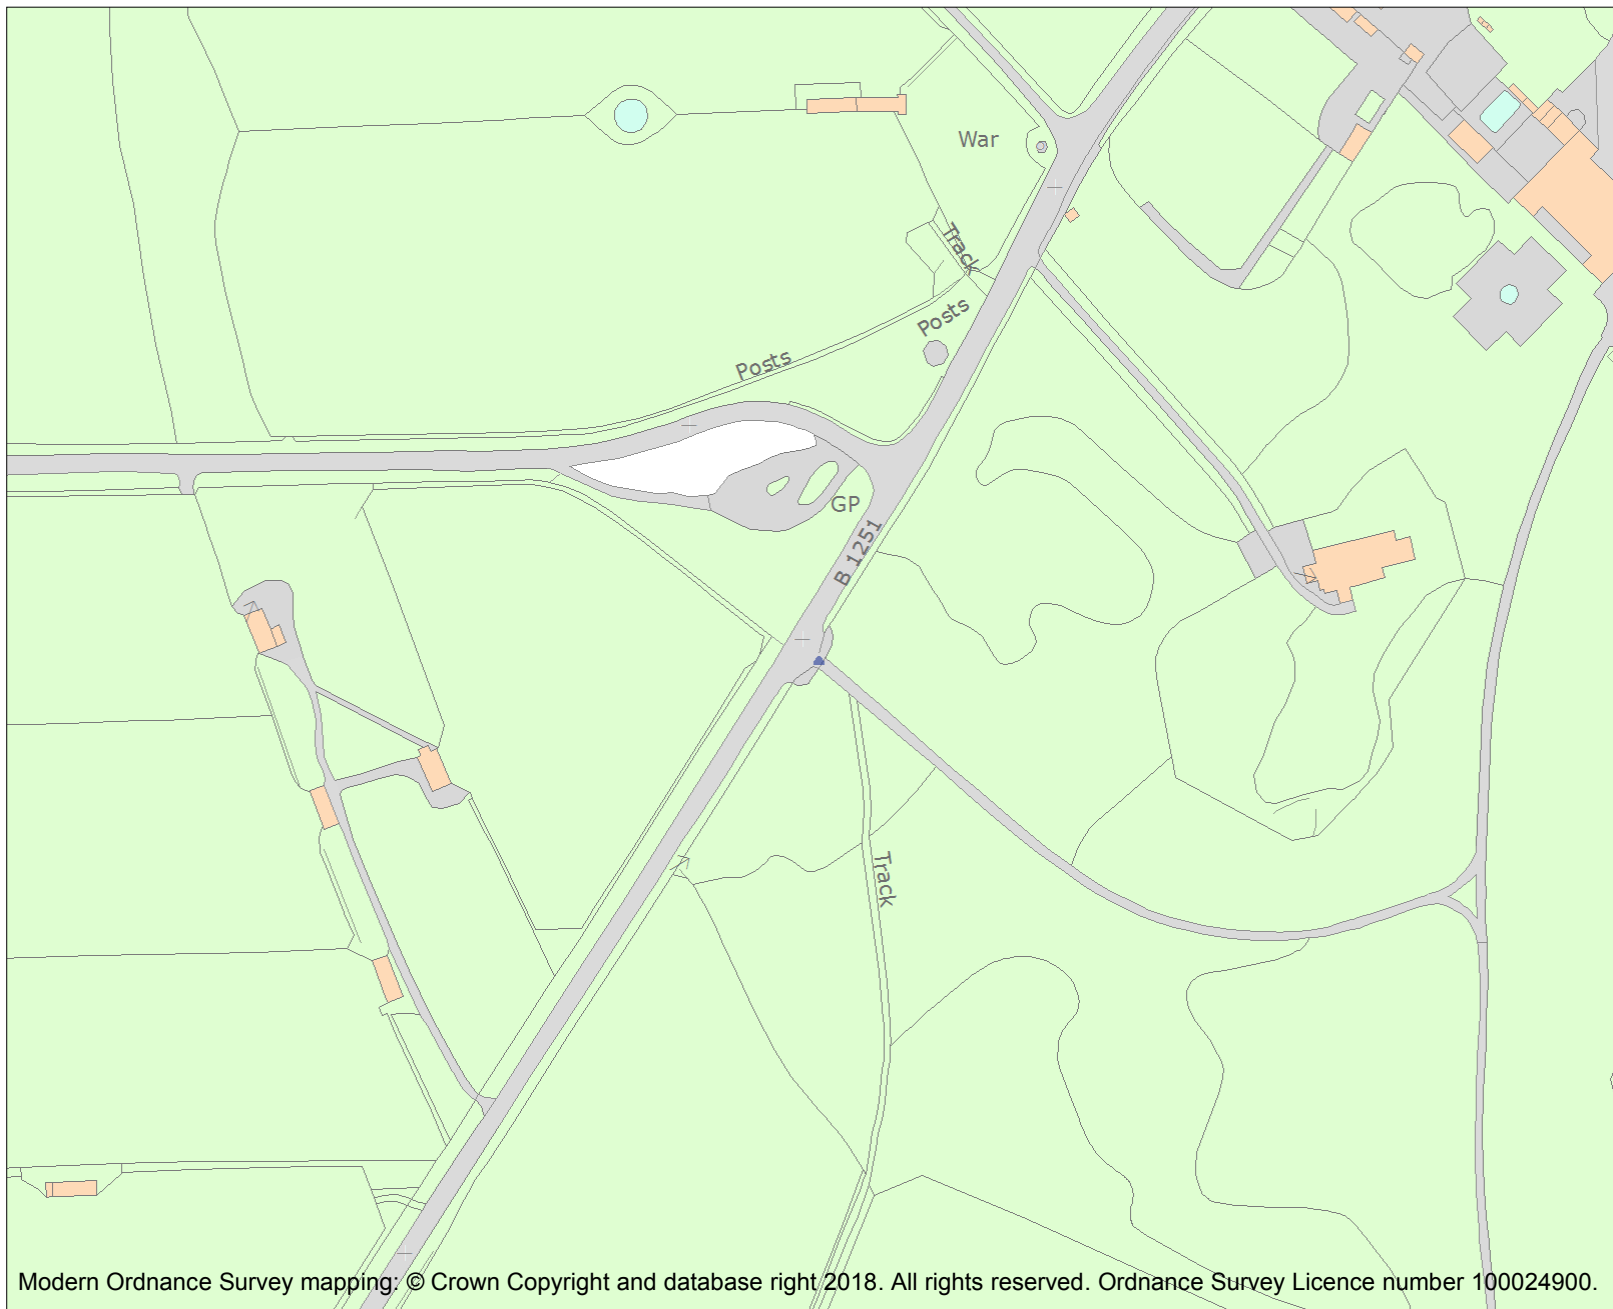 War
Track
Posts
Posts
GP
B 1251
Track
Modern Ordnance Survey mapping: © Crown Copyright and database right 2018. All rights reserved. Ordnance Survey Licence number 100024900.